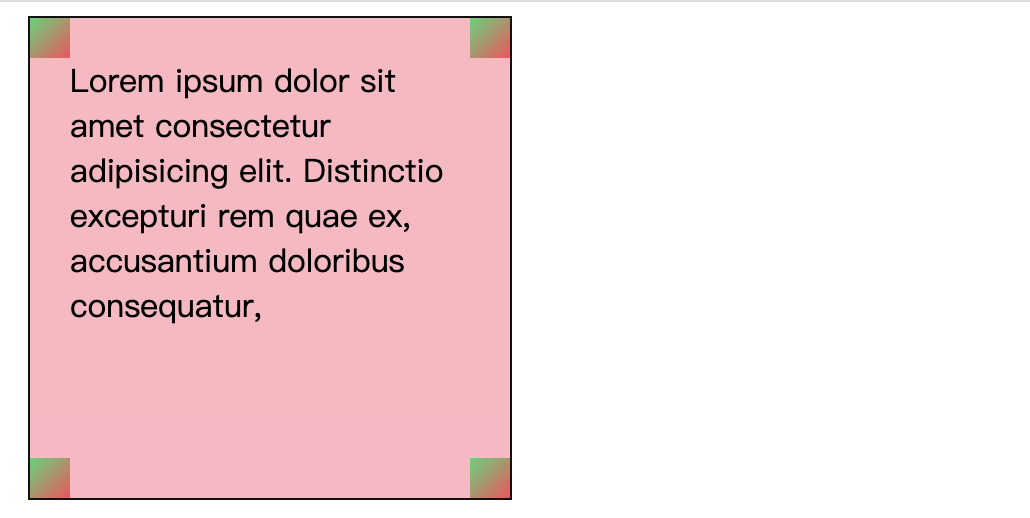 Lorem ipsum dolor sit
amet consectetur
adipisicing elit. Distinctio
excepturi rem quae ex,
accusantium doloribus
consequatur,